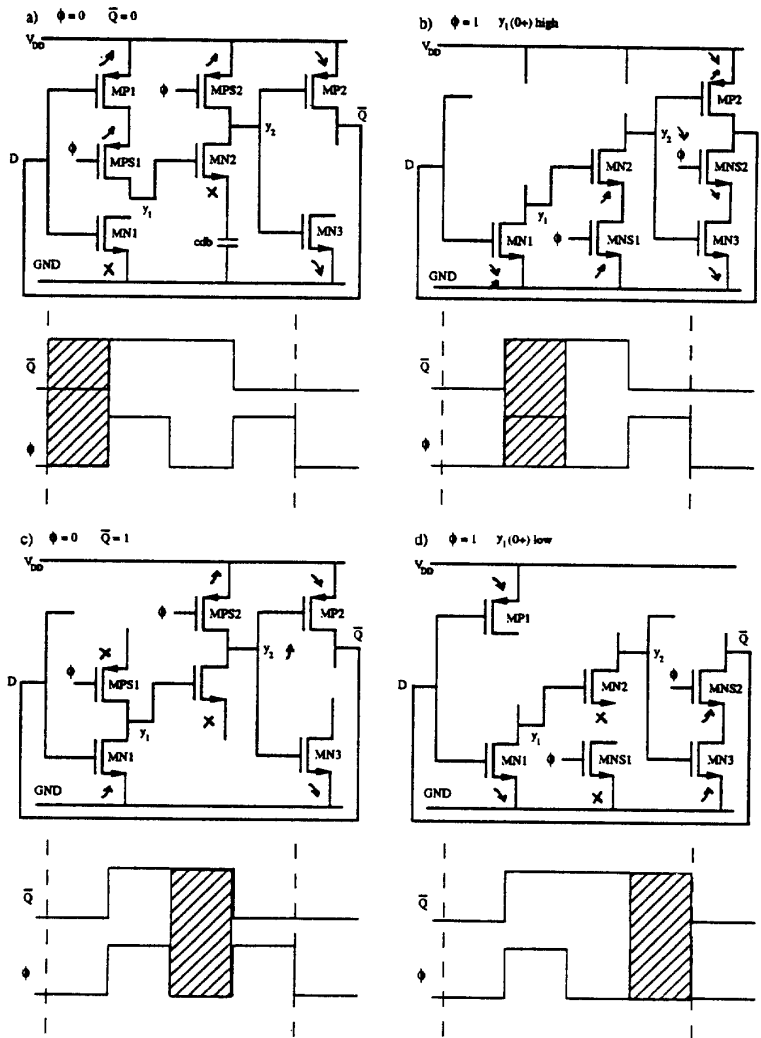 a) ϕ = 0 Q̅ = 0
V_DD
MP1
ϕ
MPS2
MP2
Q̅
ϕ
MPS1
y₂
D
MN2
y₁
MN1
cdb
MN3
GND
Q̅
ϕ
b) ϕ = 1 y₁(0+) high
V_DD
MP2
Q̅
y₂
D
MN2
ϕ
MNS2
y₁
MN1
ϕ
MNS1
MN3
GND
Q̅
ϕ
c) ϕ = 0 Q̅ = 1
V_DD
ϕ
MPS2
MP2
Q̅
ϕ
MPS1
y₂
D
y₁
MN1
MN3
GND
Q̅
ϕ
d) ϕ = 1 y₁(0+) low
V_DD
MP1
Q̅
y₂
D
MN2
ϕ
MNS2
y₁
MN1
ϕ
MNS1
MN3
GND
Q̅
ϕ